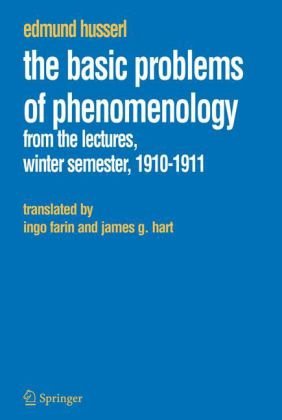 edmund husserl
the basic problems
of phenomenology
from the lectures,
winter semester, 1910-1911
translated by
ingo farin and james g. hart
Springer